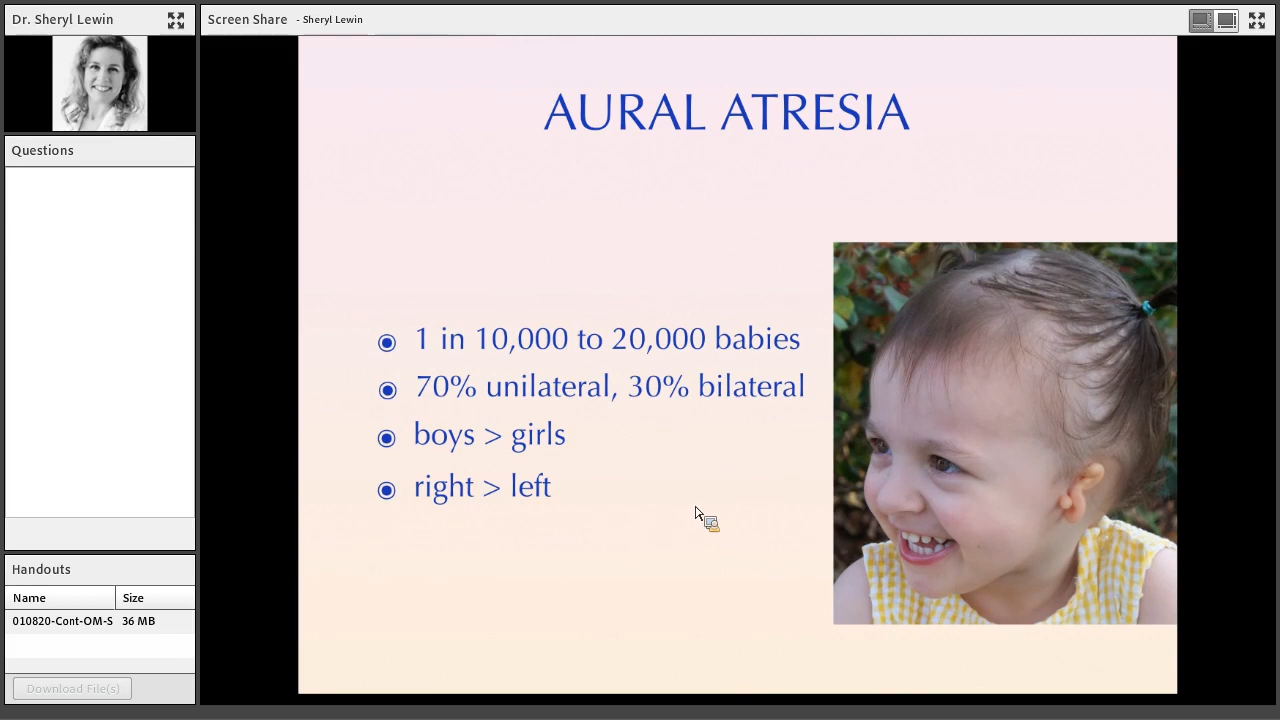 Dr. Sheryl Lewin
Screen Share - Sheryl Lewin
Questions
Handouts
Name Size
010820-Cont-OM-S 36 MB
Download File(s)
AURAL ATRESIA
1 in 10,000 to 20,000 babies
70% unilateral, 30% bilateral
boys > girls
right > left